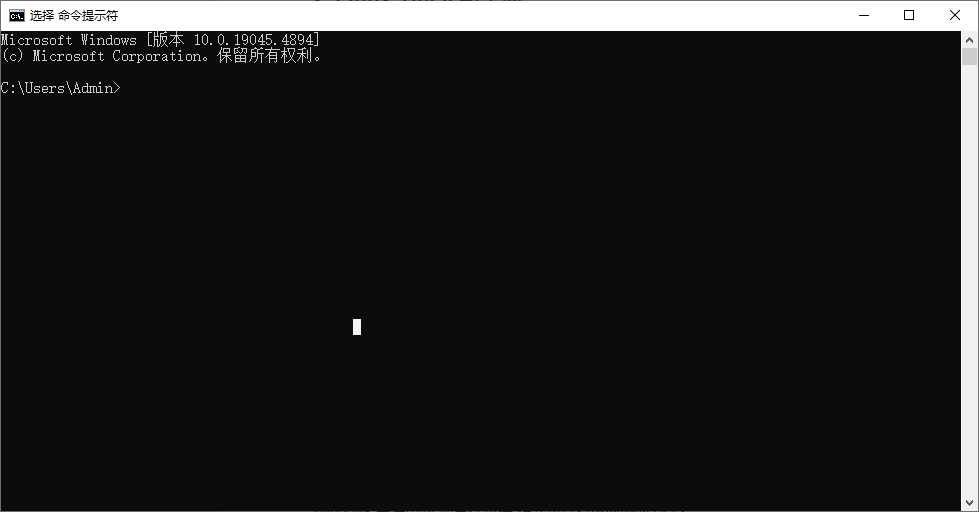 选择 命令提示符
Microsoft Windows [版本 10.0.19045.4894]
(c) Microsoft Corporation。保留所有权利。
C:\Users\Admin>